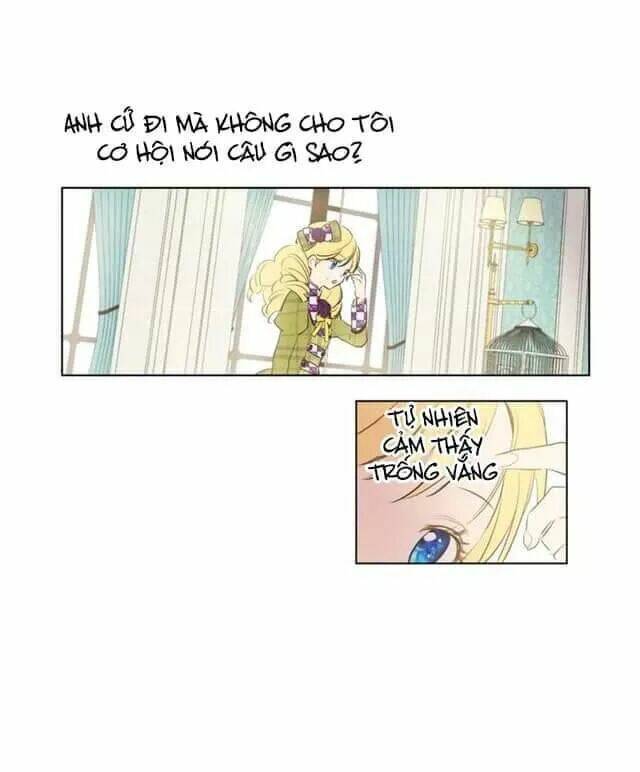 ANH CỨ ĐI MÀ KHÔNG CHO TÔI
CƠ HỘI NÓI CÂU GÌ SAO?
TỰ NHIÊN
CẢM THẤY
TRỐNG VẮNG